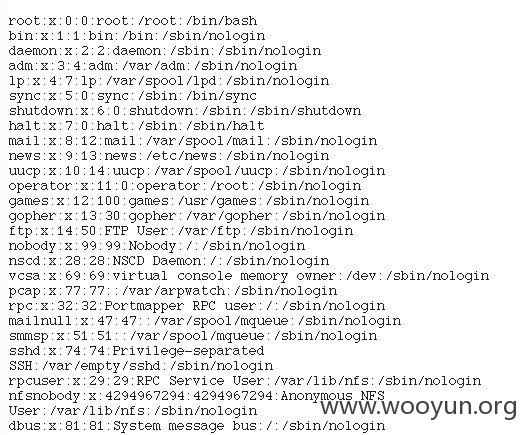 root:x:0:0:root:/root:/bin/bash
bin:x:1:1:bin:/bin:/sbin/nologin
daemon:x:2:2:daemon:/sbin:/sbin/nologin
adm:x:3:4:adm:/var/adm:/sbin/nologin
lp:x:4:7:lp:/var/spool/lpd:/sbin/nologin
sync:x:5:0:sync:/sbin:/bin/sync
shutdown:x:6:0:shutdown:/sbin:/sbin/shutdown
halt:x:7:0:halt:/sbin:/sbin/halt
mail:x:8:12:mail:/var/spool/mail:/sbin/nologin
news:x:9:13:news:/etc/news:/sbin/nologin
uucp:x:10:14:uucp:/var/spool/uucp:/sbin/nologin
operator:x:11:0:operator:/root:/sbin/nologin
games:x:12:100:games:/usr/games:/sbin/nologin
gopher:x:13:30:gopher:/var/gopher:/sbin/nologin
ftp:x:14:50:FTP User:/var/ftp:/sbin/nologin
nobody:x:99:99:Nobody:/:/sbin/nologin
nscd:x:28:28:NSCD Daemon:/:/sbin/nologin
vcsa:x:69:69:virtual console memory owner:/dev:/sbin/nologin
pcap:x:77:77::/var/arpwatch:/sbin/nologin
rpc:x:32:32:Portmapper RPC user:/:/sbin/nologin
mailnull:x:47:47::/var/spool/mqueue:/sbin/nologin
smmsp:x:51:51::/var/spool/mqueue:/sbin/nologin
sshd:x:74:74:Privilege-separated
SSH:/var/empty/sshd:/sbin/nologin
rpcuser:x:29:29:RPC Service User:/var/lib/nfs:/sbin/nologin
nfsnobody:x:4294967294:4294967294:Anonymous NFS
User:/var/lib/nfs:/sbin/nologin
dbus:x:81:81:System message bus:/:/sbin/nologin
www.wooyun.org